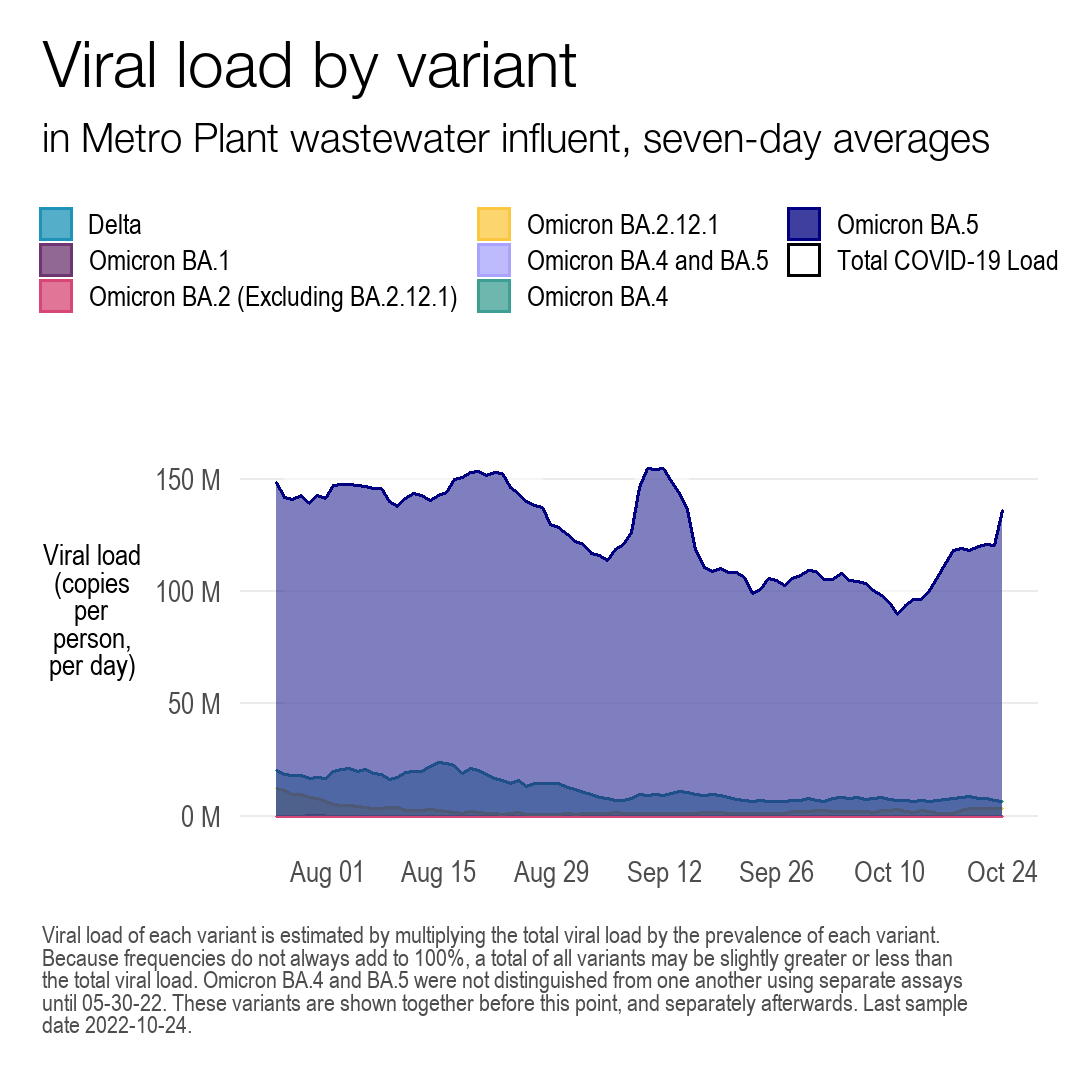 Viral load by variant
in Metro Plant wastewater influent, seven-day averages
Delta
Omicron BA.1
Omicron BA.2 (Excluding BA.2.12.1)
Omicron BA.2.12.1
Omicron BA.4 and BA.5
Omicron BA.4
Omicron BA.5
Total COVID-19 Load
Viral load
(copies
per
person,
per day)
150 M
100 M
50 M
0 M
Aug 01 Aug 15 Aug 29 Sep 12 Sep 26 Oct 10 Oct 24
Viral load of each variant is estimated by multiplying the total viral load by the prevalence of each variant.
Because frequencies do not always add to 100%, a total of all variants may be slightly greater or less than
the total viral load. Omicron BA.4 and BA.5 were not distinguished from one another using separate assays
until 05-30-22. These variants are shown together before this point, and separately afterwards. Last sample
date 2022-10-24.